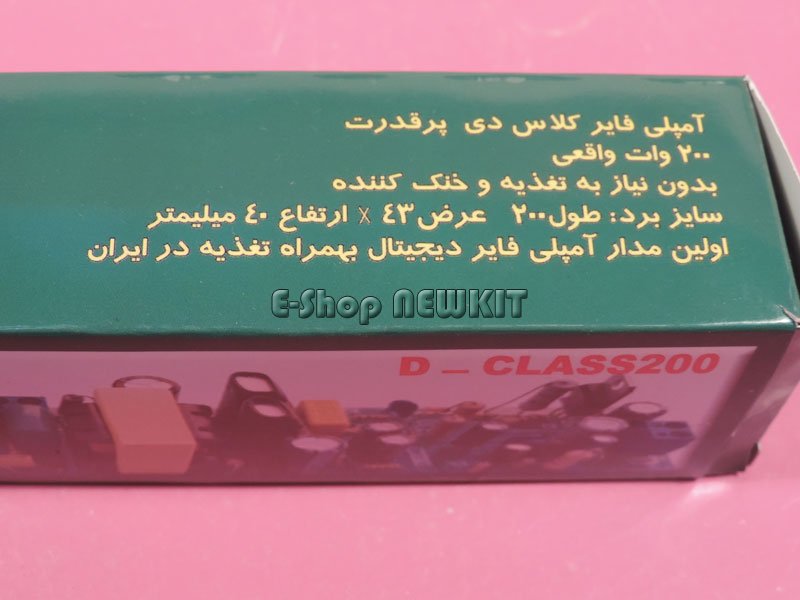 آمپلی فایر کلاس دی پرقدرت
۲۰۰ وات واقعی
بدون نیاز به تغذیه و خنک کننده
سایز برد: طول۲۰۰ عرض۴۳ x ارتفاع ۴۰ میلیمتر
اولین مدار آمپلی فایر دیجیتال بهمراه تغذیه در ایران
E-Shop NEWKIT
D - CLASS200